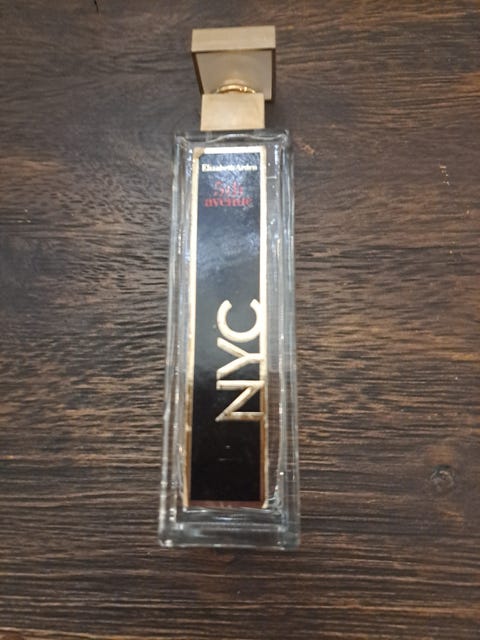 Elizabeth Arden
5th
avenue
NYC